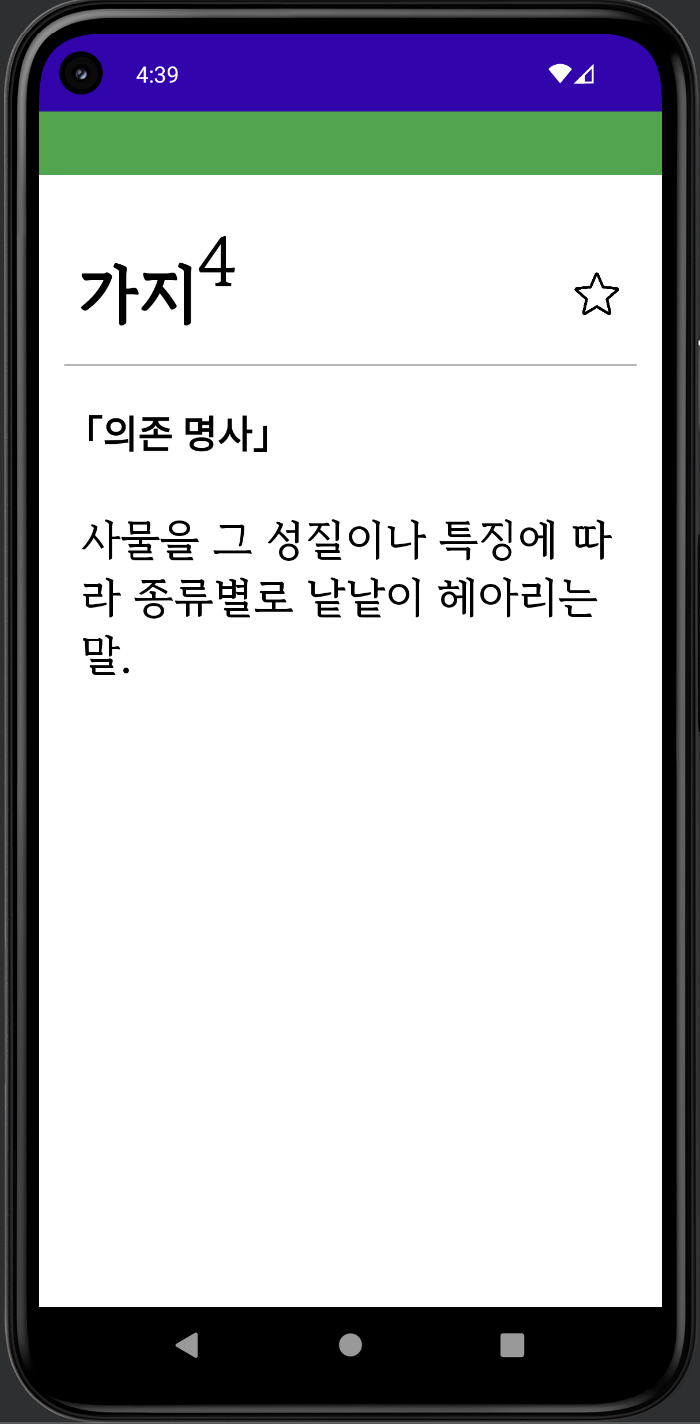 4:39
가지4
「의존 명사」
사물을 그 성질이나 특징에 따
라 종류별로 낱낱이 헤아리는
말.